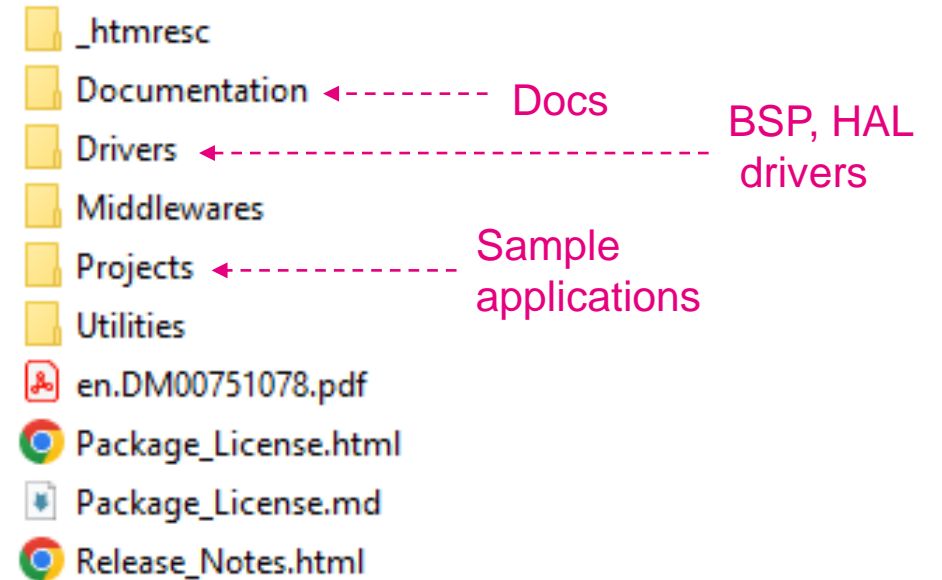 _htmresc
Documentation
Docs
BSP, HAL
drivers
Drivers
Middlewares
Sample
applications
Projects
Utilities
en.DM00751078.pdf
Package_License.html
Package_License.md
Release_Notes.html